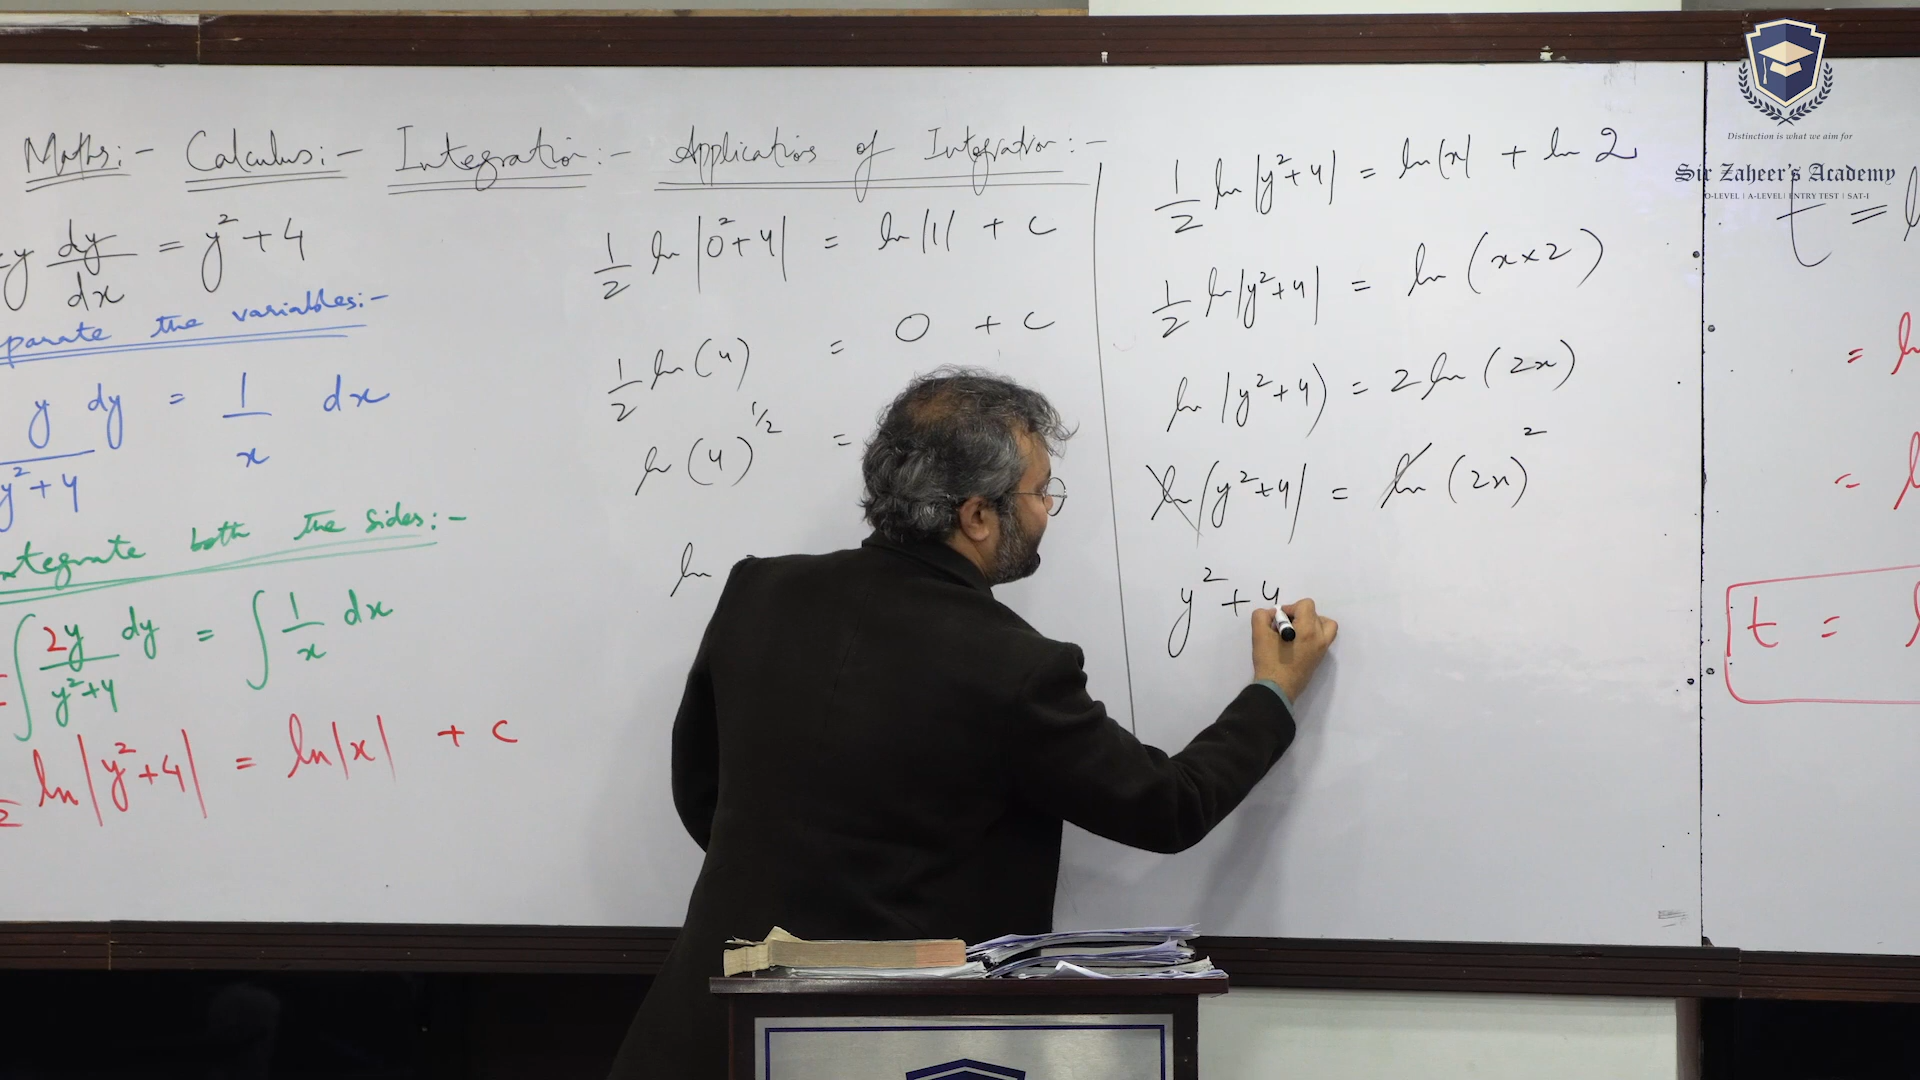 Maths:- Calculus:- Integration:- Applications of Integration:-
y dy/dx = y² + 4
parate the variables:-
y/y²+4 dy = 1/x dx
ntegrate both the sides:-
∫ 2y/y²+4 dy = ∫ 1/x dx
ln|y²+4| = ln|x| + c
1/2 ln|0²+4| = ln|1| + c
1/2 ln(4) = 0 + c
ln(4)^1/2 =
ln
1/2 ln|y²+4| = ln|x| + ln 2
1/2 ln|y²+4| = ln(x×2)
ln|y²+4) = 2 ln(2x)
ln|y²+4| = ln(2x)²
y² + 4
t = l
= ln
= l
t =
Distinction is what we aim for
Sir Zaheer's Academy
O-LEVEL | A-LEVEL | ENTRY TEST | SAT-I